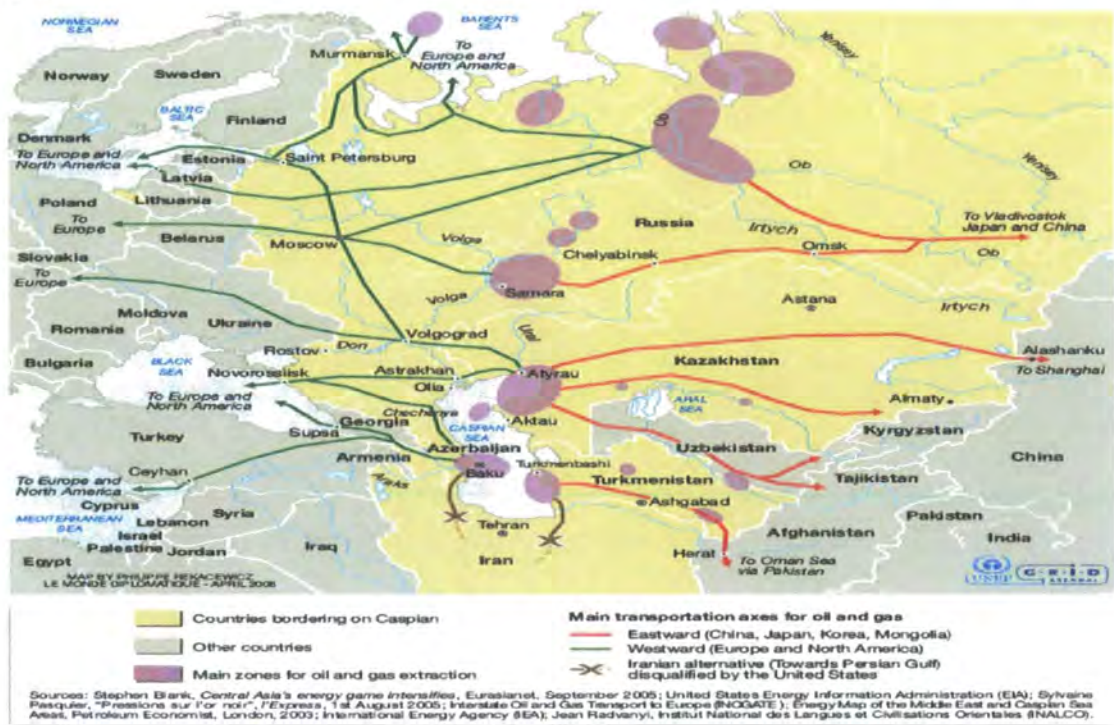 NORWEGIAN
SEA
BARENTS
SEA
Murmansk
To
Europe and
North America
Yenisey
Norway
Sweden
BALTIC
SEA
Finland
Ob
Denmark
To Europe and
North America
Estonia
Saint Petersburg
Latvia
Lithuania
Ob
Yenisey
Poland
To
Europe
Belarus
Moscow
Volga
Russia
Chelyabinsk
Irtych
Omsk
To Vladivostok
Japan and China
Ob
Slovakia
To
Europe
Samara
Volga
Astana
Irtych
Moldova
Romania
Ukraine
Volgograd
Ural
Bulgaria
BLACK
SEA
Rostov
Don
Novorossiisk
Astrakhan
Olia
Atyrau
Kazakhstan
Alashanku
To Shanghai
To Europe and
North America
Chechenya
Georgia
Supsa
CASPIAN
SEA
Aktau
ARAL
SEA
Almaty
Kyrgyzstan
Turkey
Armenia
Azerbaijan
Baku
Uzbekistan
China
Ceyhan
Araks
Turkmenbashi
Turkmenistan
Tajikistan
To Europe and
North America
Cyprus
Ashgabad
MEDITERRANEAN
SEA
Lebanon
Syria
Tehran
Afghanistan
Pakistan
Israel
Palestine
Jordan
Iraq
Iran
Herat
India
Egypt
To Oman Sea
via Pakistan
MAP BY PHILIPPE REKACEWICZ
LE MONDE DIPLOMATIQUE - APRIL 2006
UNEP
GRID
ARENDAL
Countries bordering on Caspian
Other countries
Main zones for oil and gas extraction
Main transportation axes for oil and gas
Eastward (China, Japan, Korea, Mongolia)
Westward (Europe and North America)
Iranian alternative (Towards Persian Gulf)
disqualified by the United States
Sources: Stephen Blank, Central Asia's energy game intensifies, Eurasianet, September 2005; United States Energy Information Administration (EIA); Sylvaine
Pasquier, "Pressions sur l'or noir", l'Express, 1st August 2005; Interstate Oil and Gas Transport to Europe (INOGATE); Energy Map of the Middle East and Caspian Sea
Areas, Petroleum Economist, London, 2003; International Energy Agency (IEA); Jean Radvanyi, Institut National des Langues et Civilisations Orientales (INALCO).